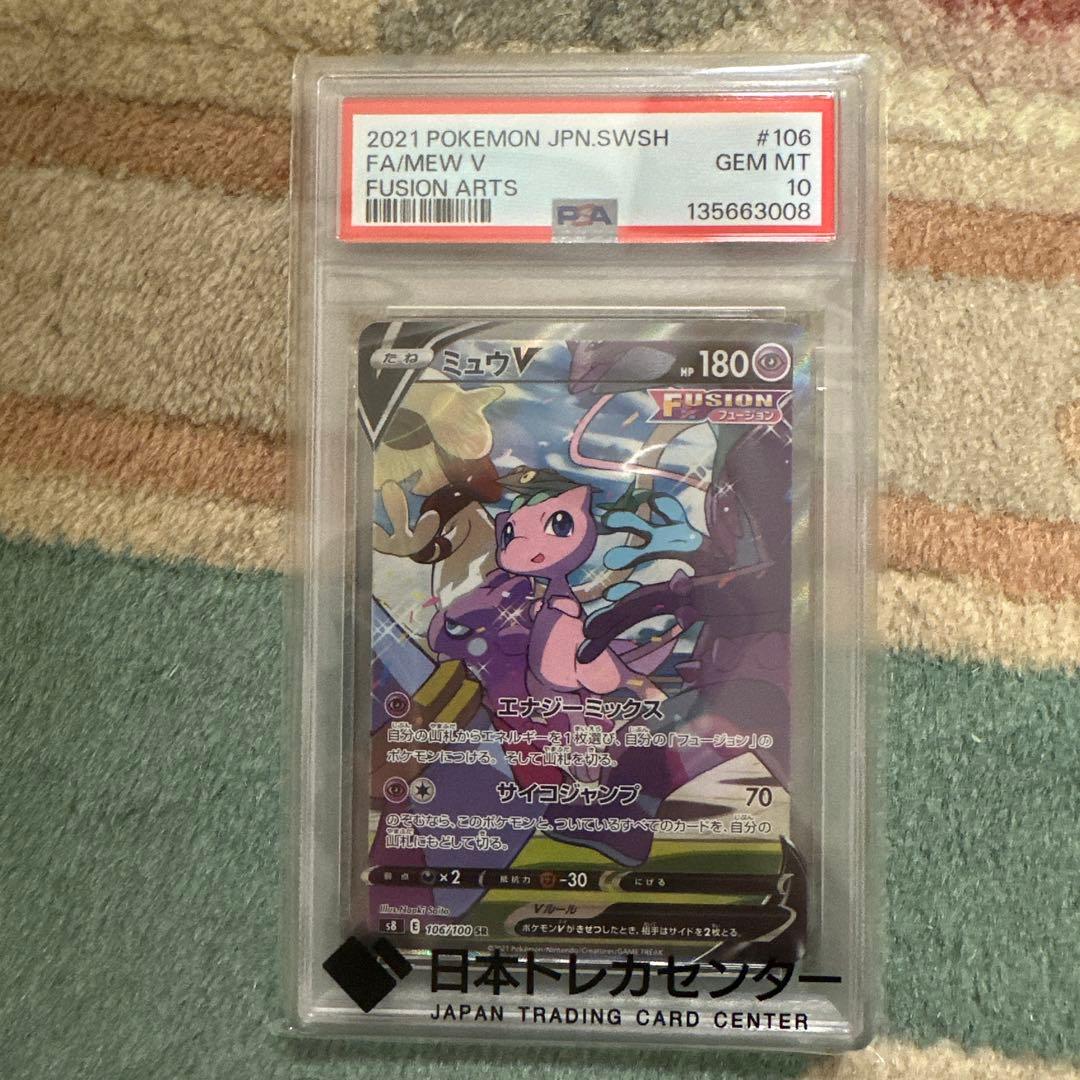 2021 POKEMON JPN.SWSH #106
FA/MEW V GEM MT
FUSION ARTS 10
PSA 135663008
たね ミュウV HP 180
FUSION
フュージョン
エナジーミックス
自分の山札からエネルギーを1枚選び、自分の「フュージョン」の
ポケモンにつける。そして山札を切る。
サイコジャンプ 70
のぞむなら、このポケモンと、ついているすべてのカードを、自分の
山札にもどして切る。
弱点 ×2 抵抗力 -30 にげる
Illus. Naoki Saito
Vルール
ポケモンVがきぜつしたとき、相手はサイドを2枚とる。
s8 E 106/100 SR
©2021 Pokémon/Nintendo/Creatures/GAME FREAK
日本トレカセンター
JAPAN TRADING CARD CENTER